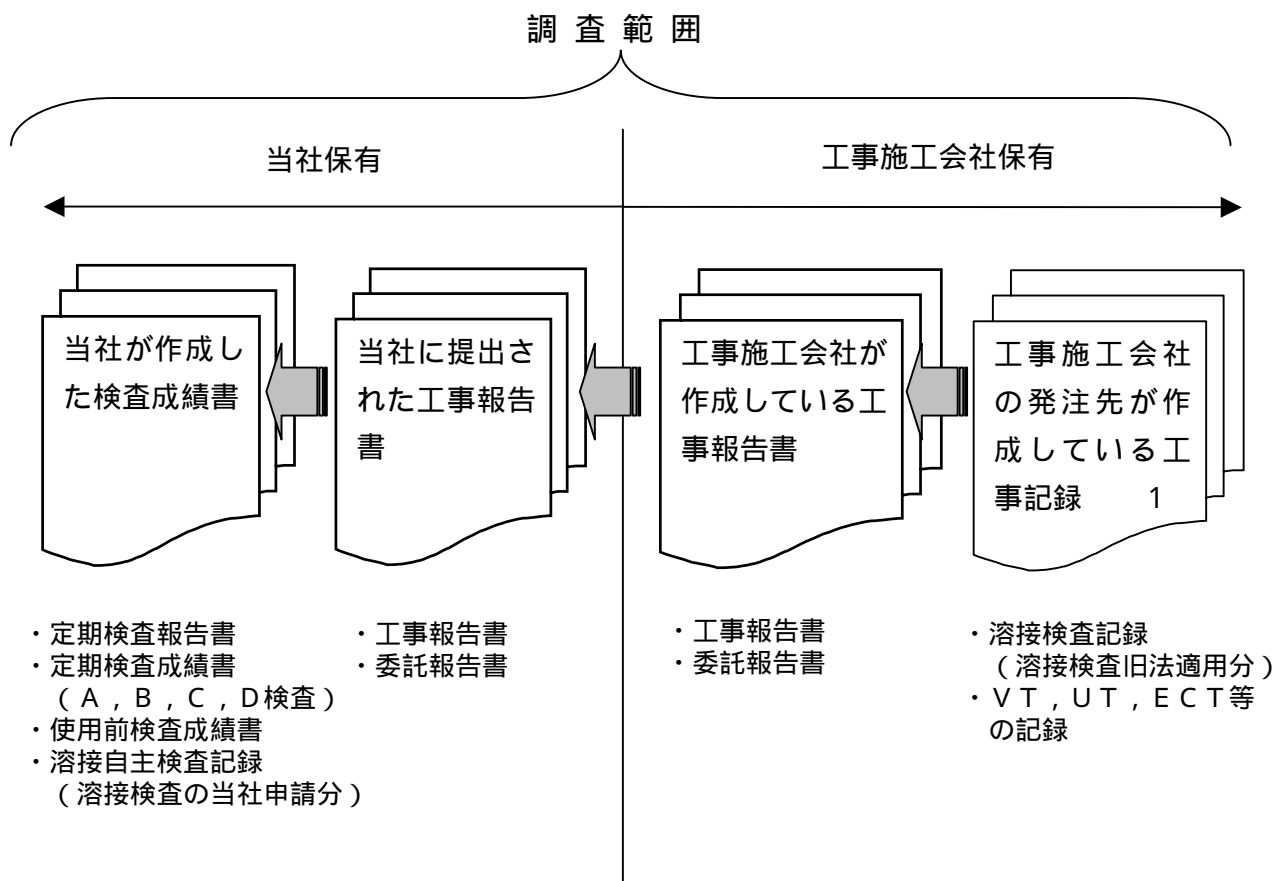 調 査 範 囲
当社保有
工事施工会社保有
当社が作成し
た検査成績書
当社に提出さ
れた工事報告
書
工事施工会社が
作成している工
事報告書
工事施工会社
の発注先が作
成している工
事記録　1
・定期検査報告書
・定期検査成績書
（Ａ，Ｂ，Ｃ，Ｄ検査）
・使用前検査成績書
・溶接自主検査記録
（溶接検査の当社申請分）
・工事報告書
・委託報告書
・工事報告書
・委託報告書
・溶接検査記録
（溶接検査旧法適用分）
・ＶＴ，ＵＴ，ＥＣＴ等
の記録